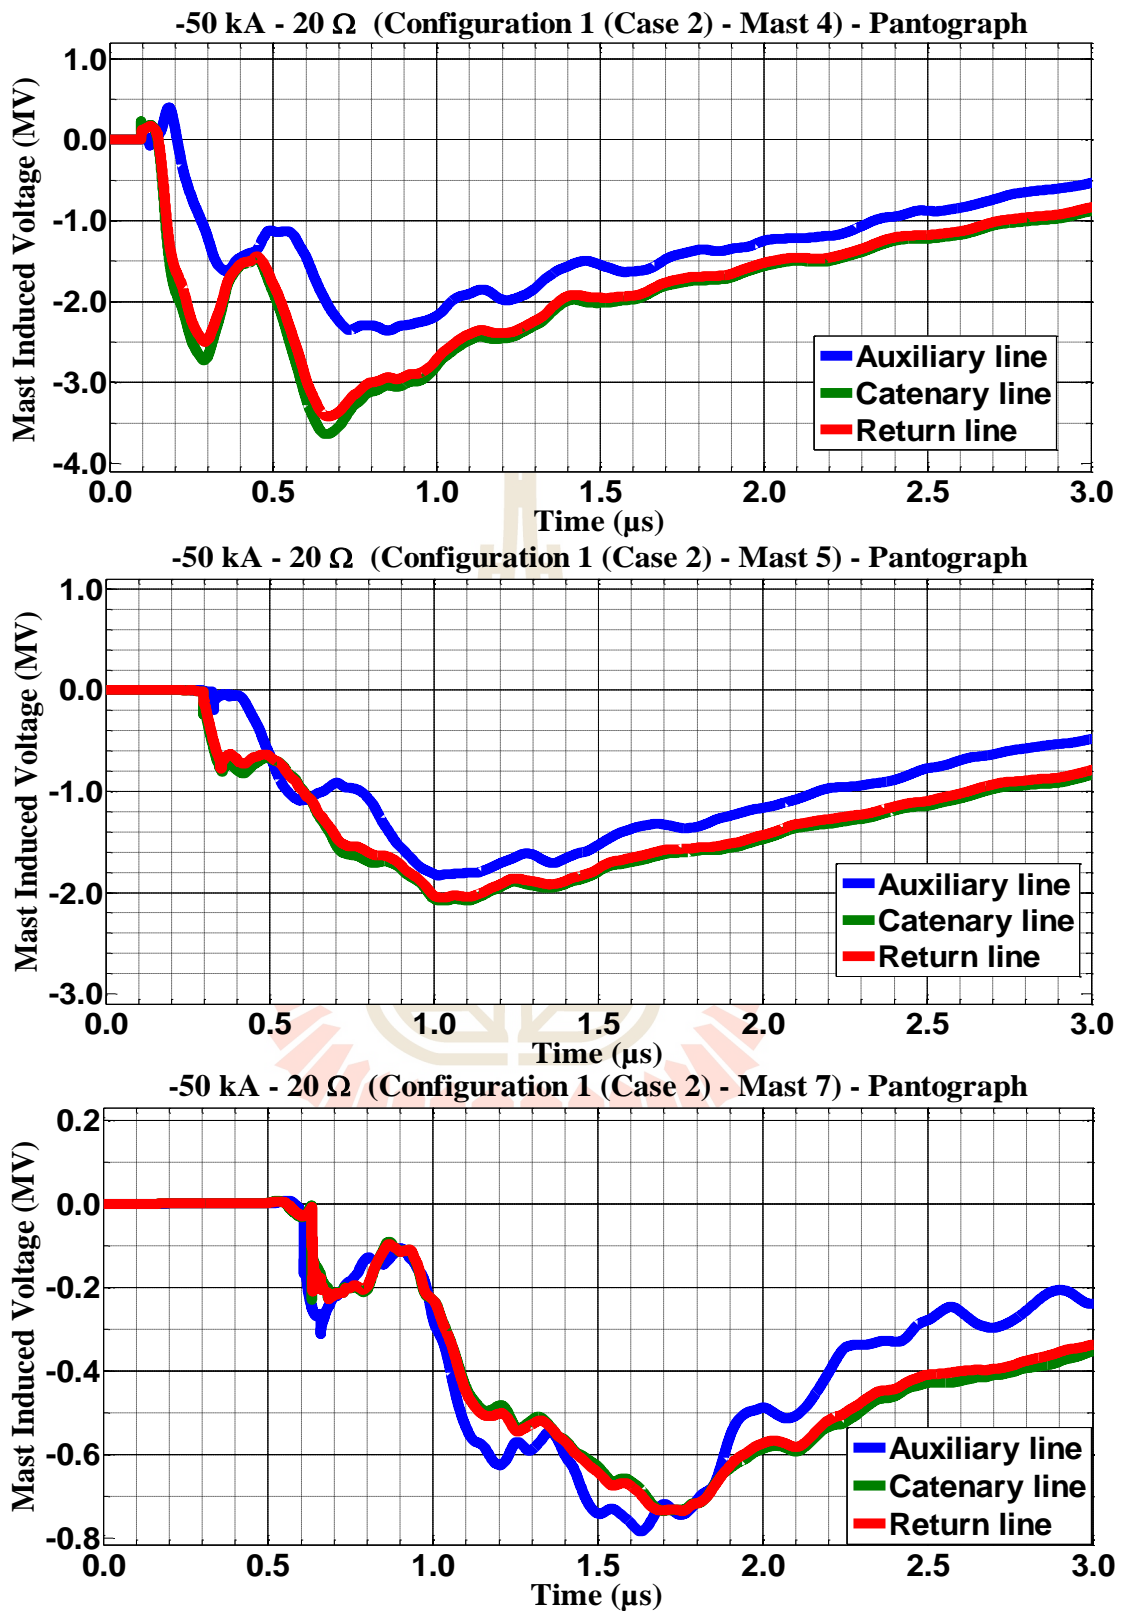 -50 kA - 20 Ω (Configuration 1 (Case 2) - Mast 4) - Pantograph
Mast Induced Voltage (MV)
1.0
0.0
-1.0
-2.0
-3.0
-4.0
Auxiliary line
Catenary line
Return line
0.0 0.5 1.0 1.5 2.0 2.5 3.0
Time (µs)
-50 kA - 20 Ω (Configuration 1 (Case 2) - Mast 5) - Pantograph
Mast Induced Voltage (MV)
1.0
0.0
-1.0
-2.0
-3.0
Auxiliary line
Catenary line
Return line
0.0 0.5 1.0 1.5 2.0 2.5 3.0
Time (µs)
-50 kA - 20 Ω (Configuration 1 (Case 2) - Mast 7) - Pantograph
Mast Induced Voltage (MV)
0.2
0.0
-0.2
-0.4
-0.6
-0.8
Auxiliary line
Catenary line
Return line
0.0 0.5 1.0 1.5 2.0 2.5 3.0
Time (µs)